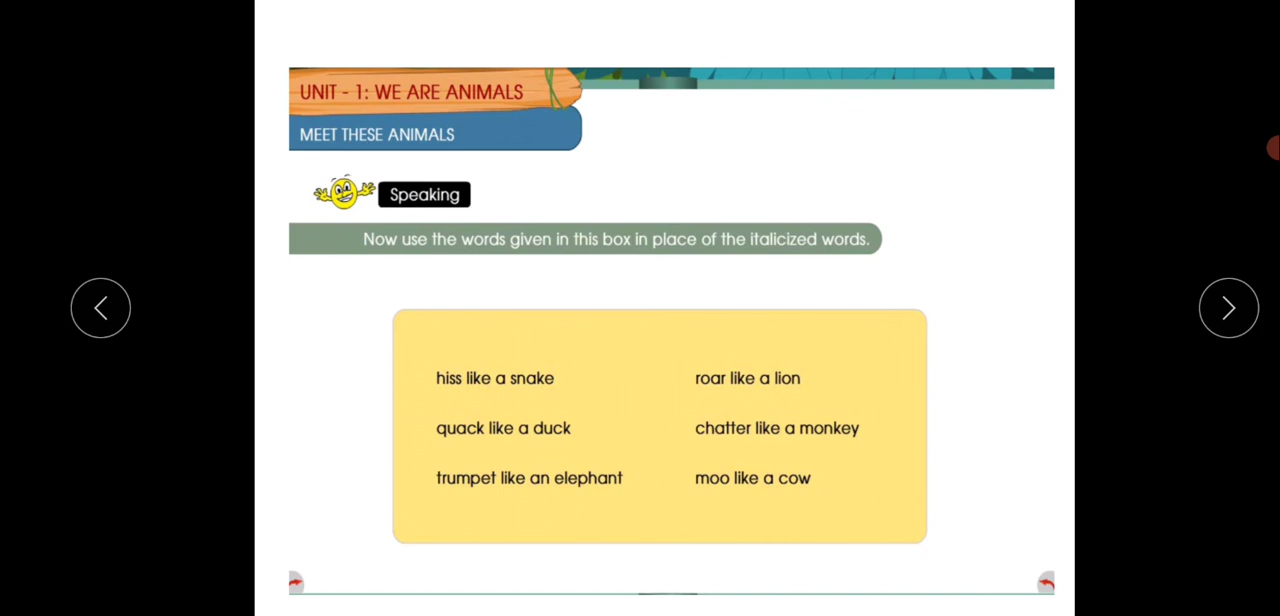 UNIT - 1: WE ARE ANIMALS
MEET THESE ANIMALS
Speaking
Now use the words given in this box in place of the italicized words.
hiss like a snake
roar like a lion
quack like a duck
chatter like a monkey
trumpet like an elephant
moo like a cow